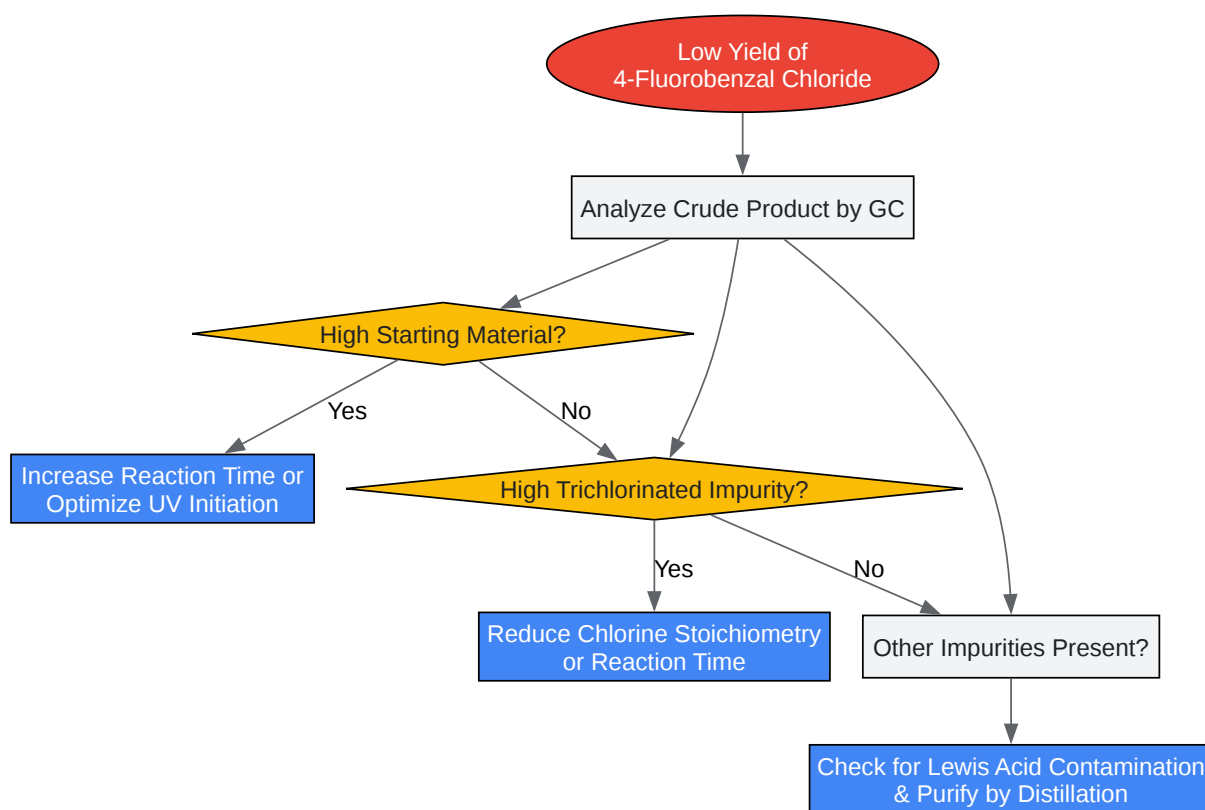 Low Yield of
4-Fluorobenzal Chloride
Analyze Crude Product by GC
High Starting Material?
Yes
No
Increase Reaction Time or
Optimize UV Initiation
High Trichlorinated Impurity?
Yes
No
Reduce Chlorine Stoichiometry
or Reaction Time
Other Impurities Present?
Check for Lewis Acid Contamination
& Purify by Distillation